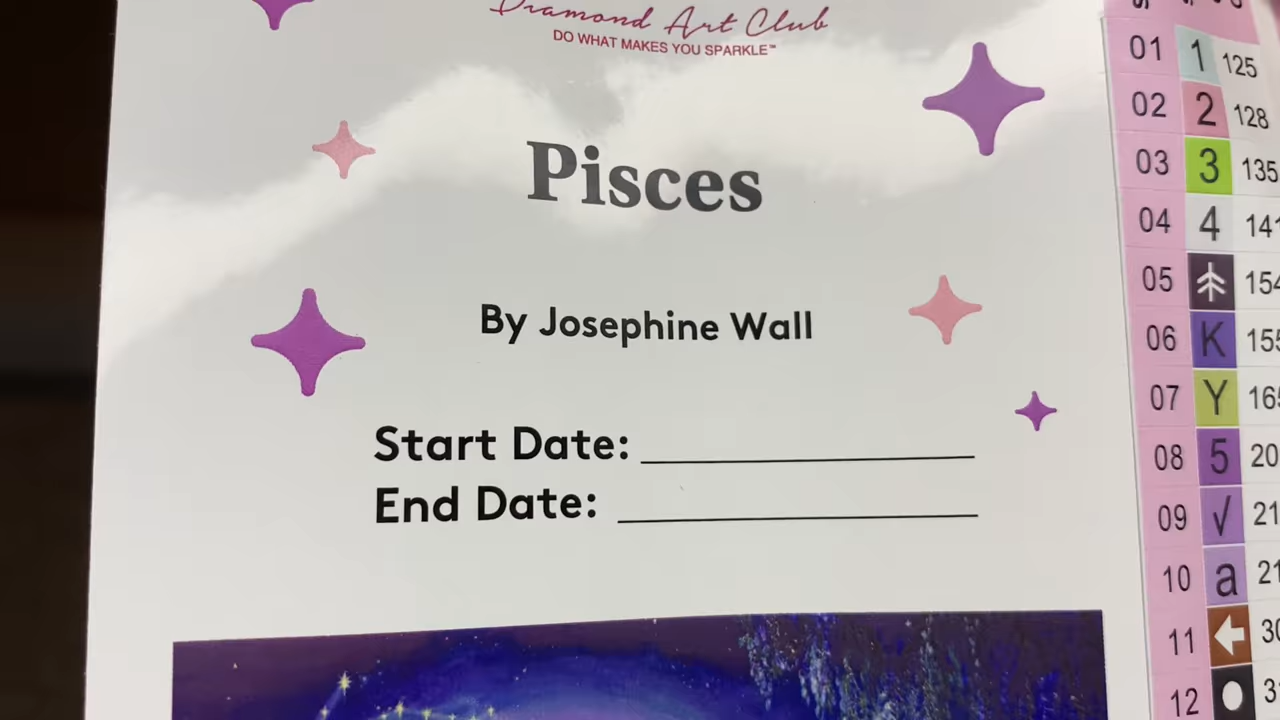 Diamond Art Club
DO WHAT MAKES YOU SPARKLE™
Pisces
By Josephine Wall
Start Date:
End Date:
01 1 125
02 2 128
03 3 135
04 4
05
06 K
07 Y
08 5
09 √
10 a
11
12